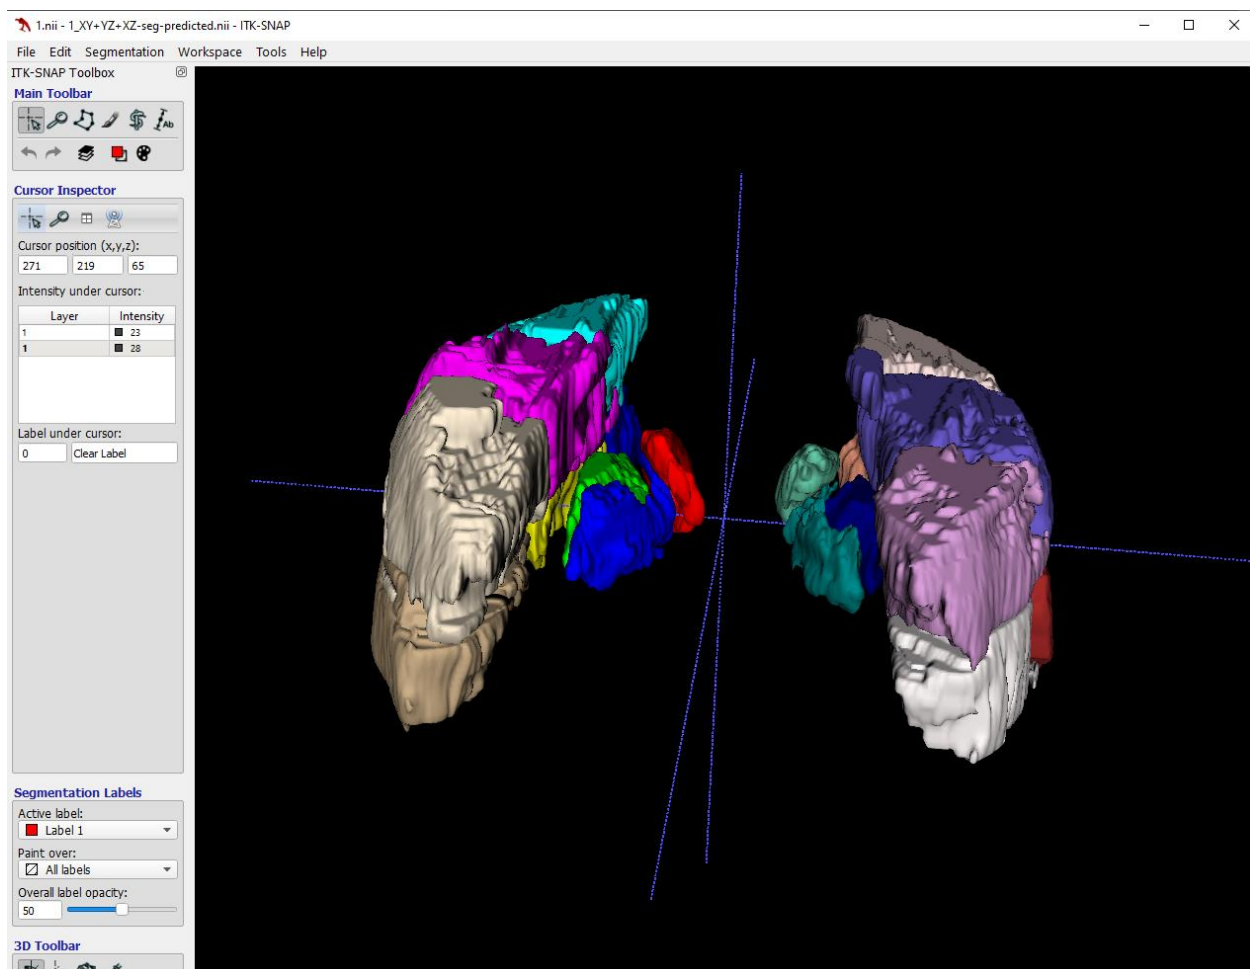 1.nii - 1_XY+YZ+XZ-seg-predicted.nii - ITK-SNAP
File Edit Segmentation Workspace Tools Help
ITK-SNAP Toolbox
Main Toolbar
Ab
Cursor Inspector
Cursor position (x,y,z):
271 219 65
Intensity under cursor:
Layer Intensity
1 23
1 28
Label under cursor:
0 Clear Label
Segmentation Labels
Active label:
Label 1
Paint over:
All labels
Overall label opacity:
50
3D Toolbar